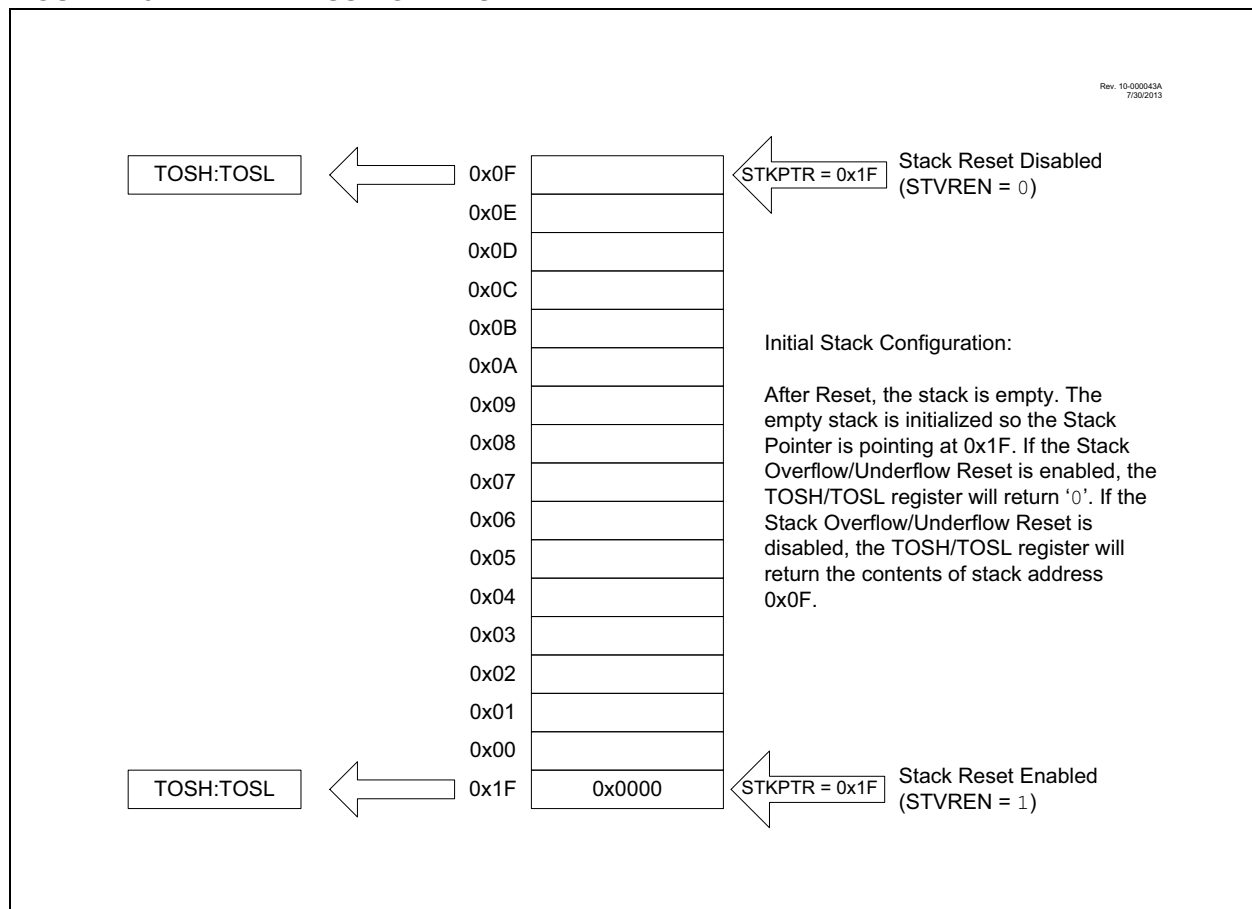 Rev. 10-000043A
7/30/2013
TOSH:TOSL
0x0F
STKPTR = 0x1F
Stack Reset Disabled
(STVREN = 0)
0x0E
0x0D
0x0C
0x0B
0x0A
0x09
0x08
0x07
0x06
0x05
0x04
0x03
0x02
0x01
0x00
Initial Stack Configuration:
After Reset, the stack is empty. The
empty stack is initialized so the Stack
Pointer is pointing at 0x1F. If the Stack
Overflow/Underflow Reset is enabled, the
TOSH/TOSL register will return ‘0’. If the
Stack Overflow/Underflow Reset is
disabled, the TOSH/TOSL register will
return the contents of stack address
0x0F.
TOSH:TOSL
0x1F
0x0000
STKPTR = 0x1F
Stack Reset Enabled
(STVREN = 1)